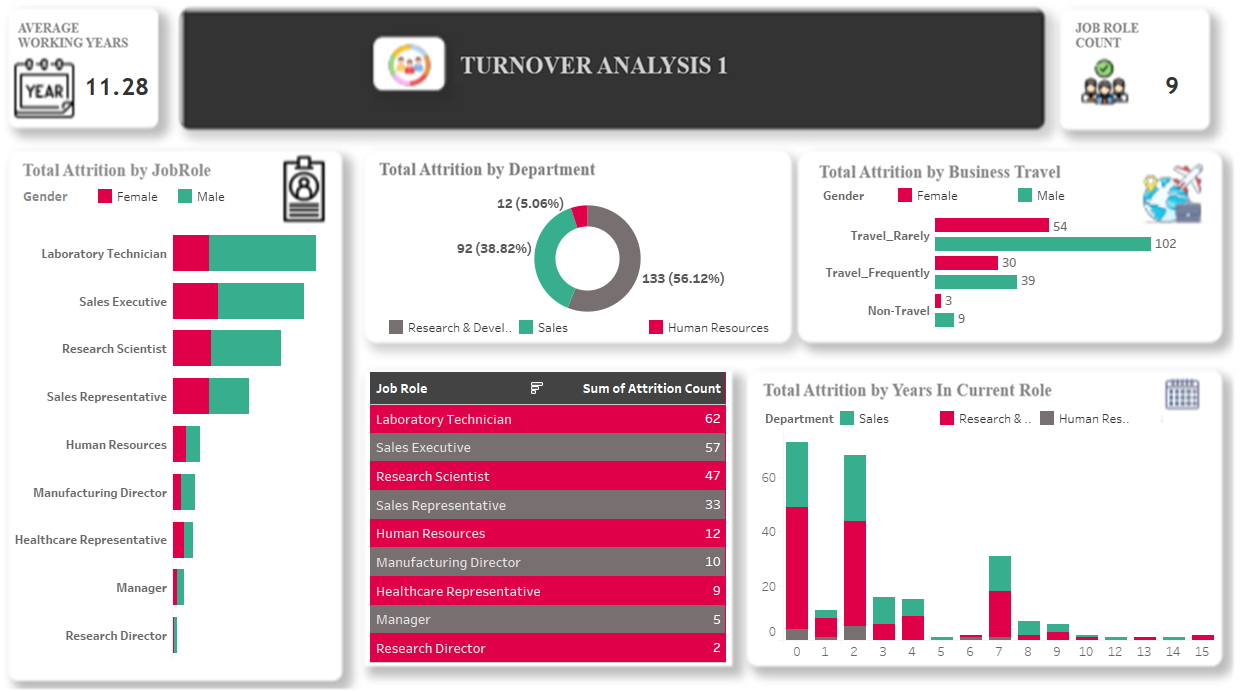 AVERAGE
WORKING YEARS
YEAR
11.28
TURNOVER ANALYSIS 1
JOB ROLE
COUNT
9
Total Attrition by JobRole
Gender Female Male
Laboratory Technician
Sales Executive
Research Scientist
Sales Representative
Human Resources
Manufacturing Director
Healthcare Representative
Manager
Research Director
Total Attrition by Department
12 (5.06%)
92 (38.82%)
133 (56.12%)
Research & Devel.. Sales Human Resources
Total Attrition by Business Travel
Gender Female Male
Travel_Rarely 54
102
Travel_Frequently 30
39
Non-Travel 3
9
Job Role Sum of Attrition Count
Laboratory Technician 62
Sales Executive 57
Research Scientist 47
Sales Representative 33
Human Resources 12
Manufacturing Director 10
Healthcare Representative 9
Manager 5
Research Director 2
Total Attrition by Years In Current Role
Department Sales Research & .. Human Res..
60
40
20
0
0 1 2 3 4 5 6 7 8 9 10 12 13 14 15